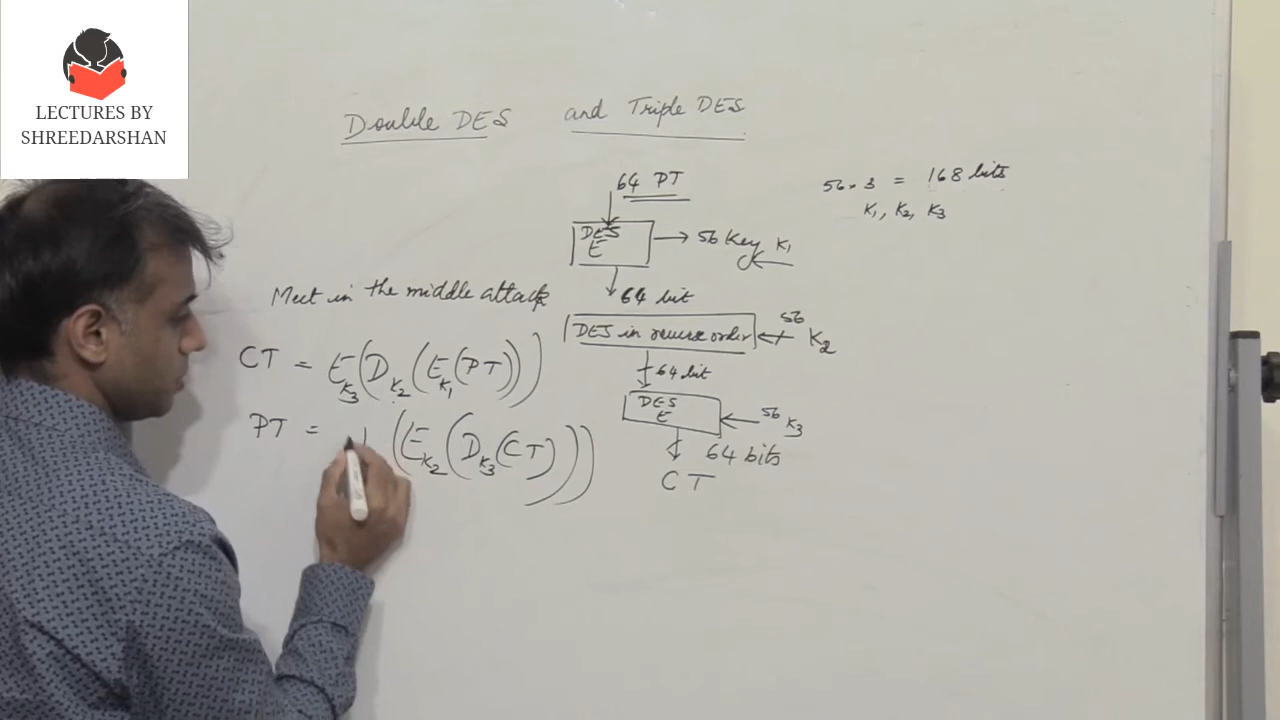 LECTURES BY
SHREEDARSHAN
Double DES and Triple DES
64 PT
DES
E
56 Key K1
64 bit
DES in reverse order
56
K2
64 bit
DES
E
56 K3
64 bits
CT
56 * 3 = 168 bits
K1, K2, K3
Meet in the middle attack
CT = EK3(DK2(EK1(PT)))
PT = (EK2(DK3(CT)))